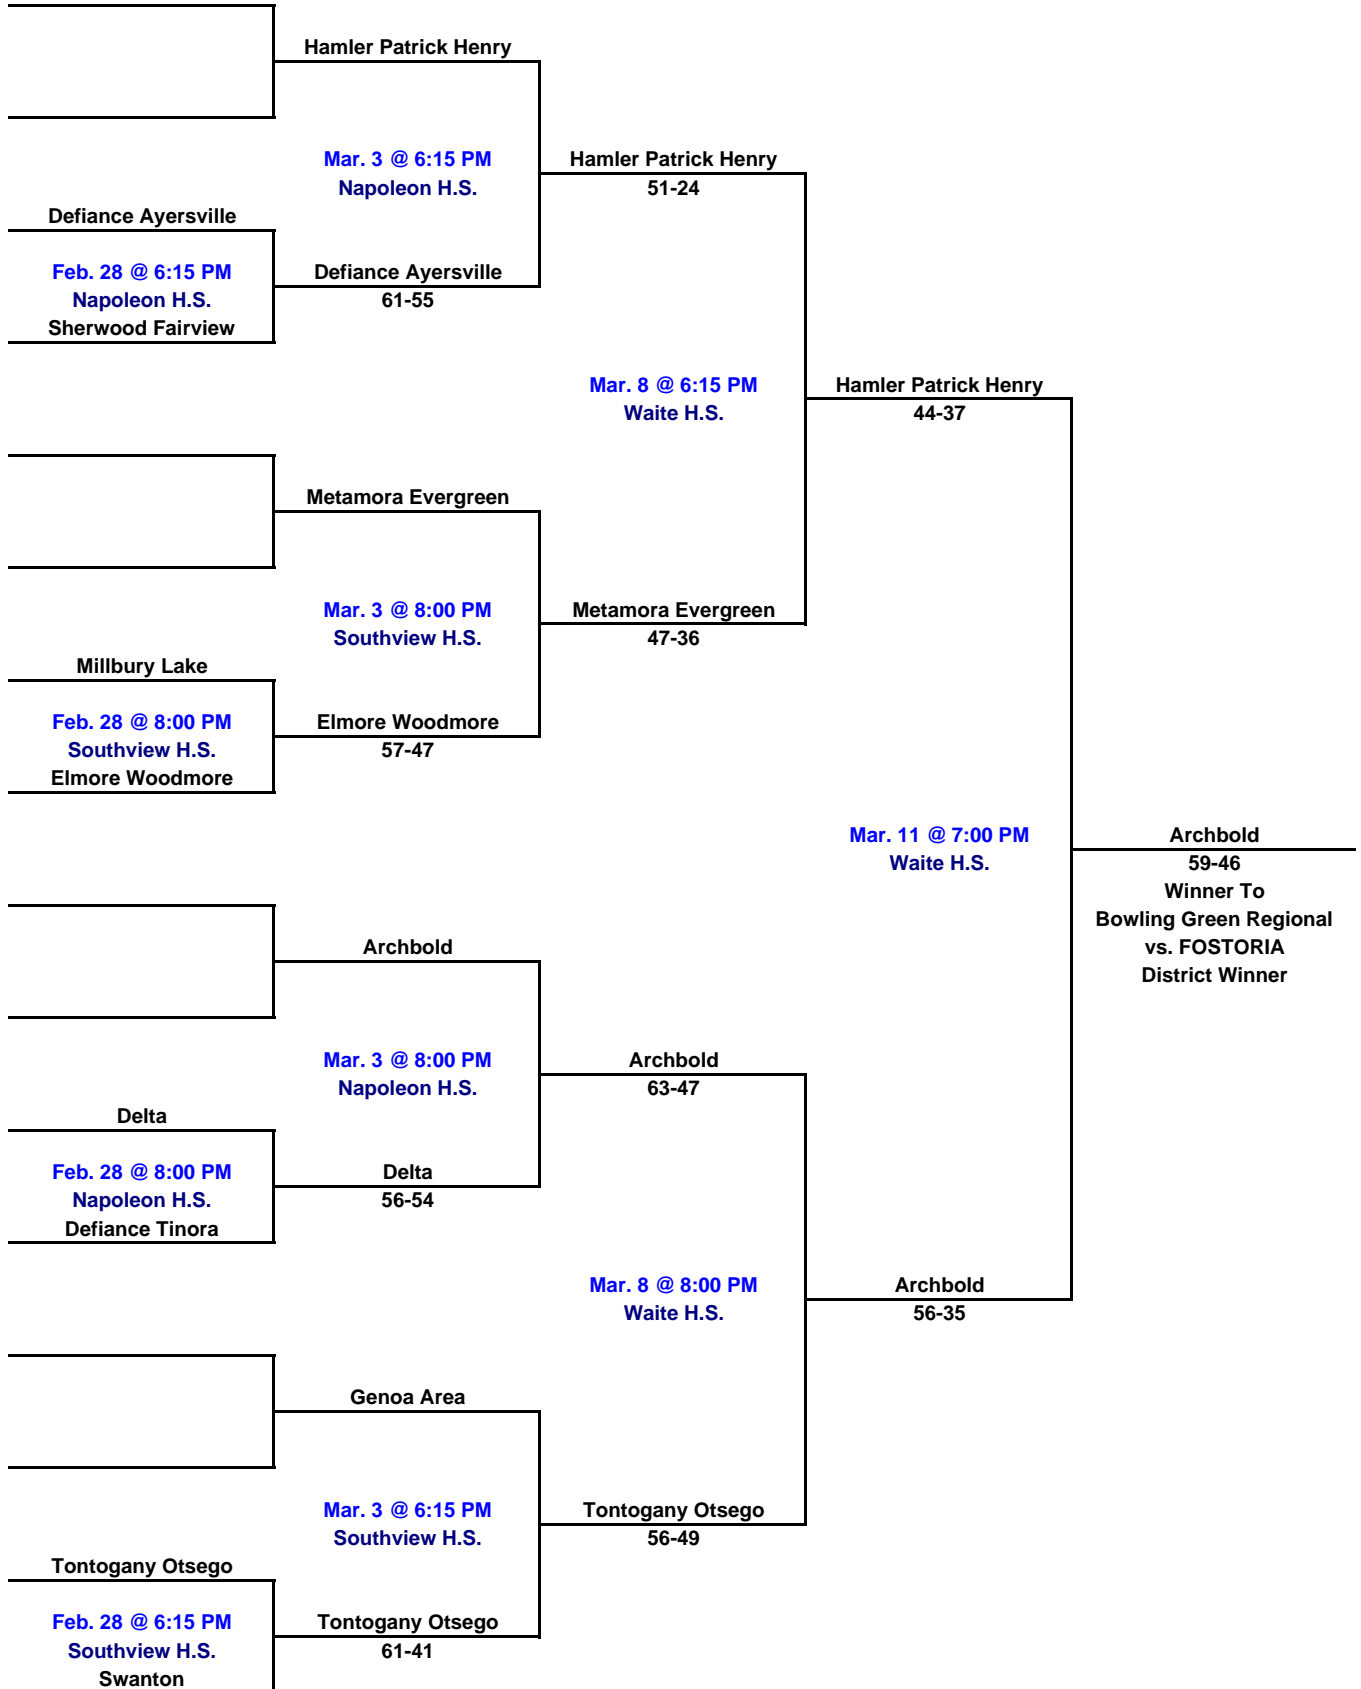 Hamler Patrick Henry
Mar. 3 @ 6:15 PM
Napoleon H.S.
Hamler Patrick Henry
51-24
Defiance Ayersville
Feb. 28 @ 6:15 PM
Napoleon H.S.
Sherwood Fairview
Defiance Ayersville
61-55
Mar. 8 @ 6:15 PM
Waite H.S.
Hamler Patrick Henry
44-37
Metamora Evergreen
Mar. 3 @ 8:00 PM
Southview H.S.
Metamora Evergreen
47-36
Millbury Lake
Feb. 28 @ 8:00 PM
Southview H.S.
Elmore Woodmore
Elmore Woodmore
57-47
Mar. 11 @ 7:00 PM
Waite H.S.
Archbold
59-46
Winner To
Bowling Green Regional
vs. FOSTORIA
District Winner
Archbold
Mar. 3 @ 8:00 PM
Napoleon H.S.
Archbold
63-47
Delta
Feb. 28 @ 8:00 PM
Napoleon H.S.
Defiance Tinora
Delta
56-54
Mar. 8 @ 8:00 PM
Waite H.S.
Archbold
56-35
Genoa Area
Mar. 3 @ 6:15 PM
Southview H.S.
Tontogany Otsego
56-49
Tontogany Otsego
Feb. 28 @ 6:15 PM
Southview H.S.
Swanton
Tontogany Otsego
61-41